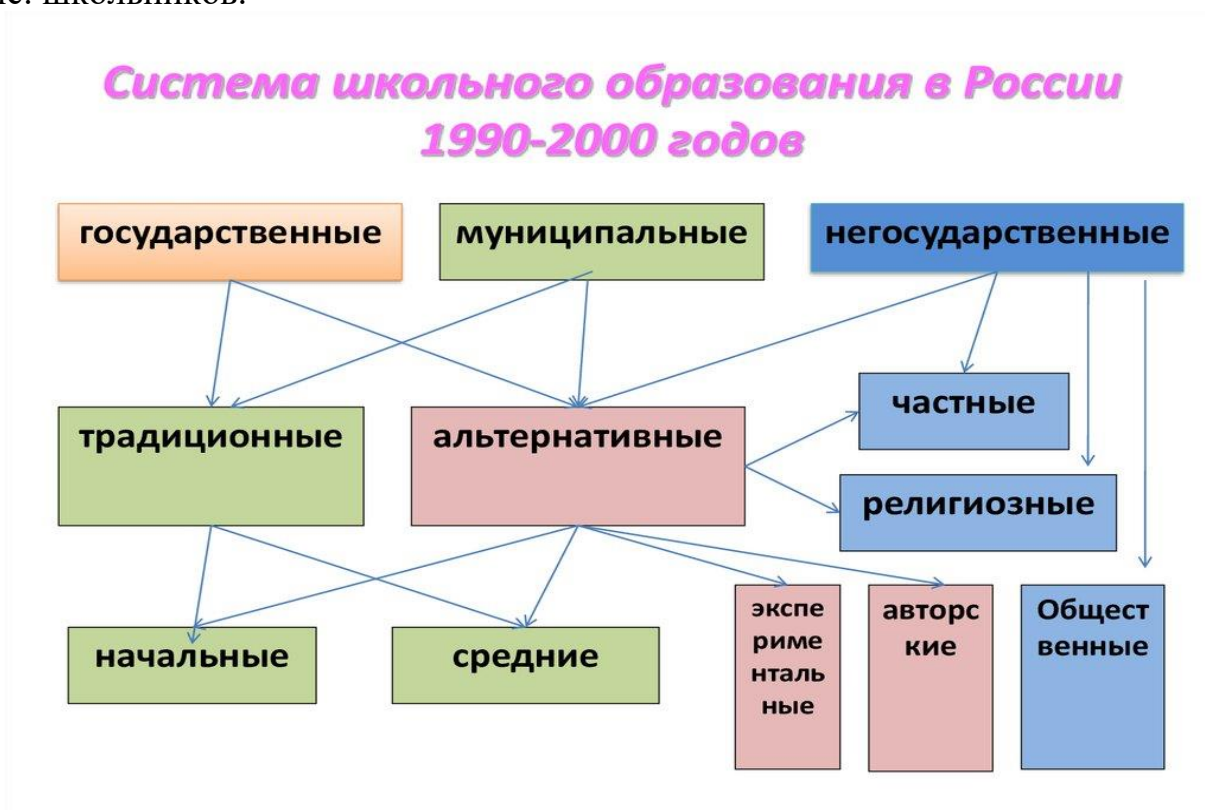 школьников.
Система школьного образования в России
1990-2000 годов
государственные
муниципальные
негосударственные
частные
традиционные
альтернативные
религиозные
экспе
риме
нталь
ные
авторс
кие
Общест
венные
начальные
средние